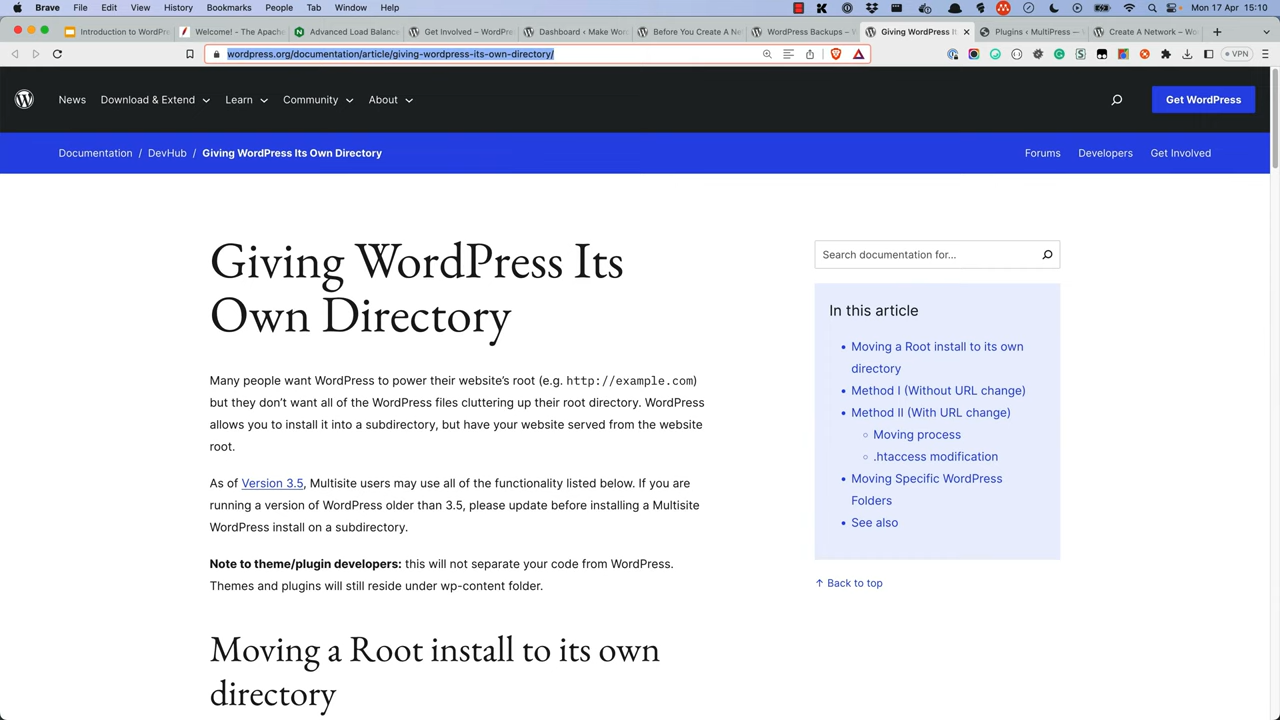 Brave File Edit View History Bookmarks People Tab Window Help Mon 17 Apr 15:10
Introduction to WordPre Welcome! – The Apache Advanced Load Balance Get Involved – WordPre Dashboard ‹ Make Wor Before You Create A Ne WordPress Backups – Giving WordPress It Plugins ‹ MultiPress — Create A Network – Wo
wordpress.org/documentation/article/giving-wordpress-its-own-directory/ VPN
News Download & Extend Learn Community About Get WordPress
Documentation / DevHub / Giving WordPress Its Own Directory Forums Developers Get Involved
Giving WordPress Its
Own Directory
Many people want WordPress to power their website’s root (e.g. http://example.com)
but they don’t want all of the WordPress files cluttering up their root directory. WordPress
allows you to install it into a subdirectory, but have your website served from the website
root.
As of Version 3.5, Multisite users may use all of the functionality listed below. If you are
running a version of WordPress older than 3.5, please update before installing a Multisite
WordPress install on a subdirectory.
Note to theme/plugin developers: this will not separate your code from WordPress.
Themes and plugins will still reside under wp-content folder.
Moving a Root install to its own
directory
Search documentation for...
In this article
• Moving a Root install to its own
directory
• Method I (Without URL change)
• Method II (With URL change)
◦ Moving process
◦ .htaccess modification
• Moving Specific WordPress
Folders
• See also
↑ Back to top